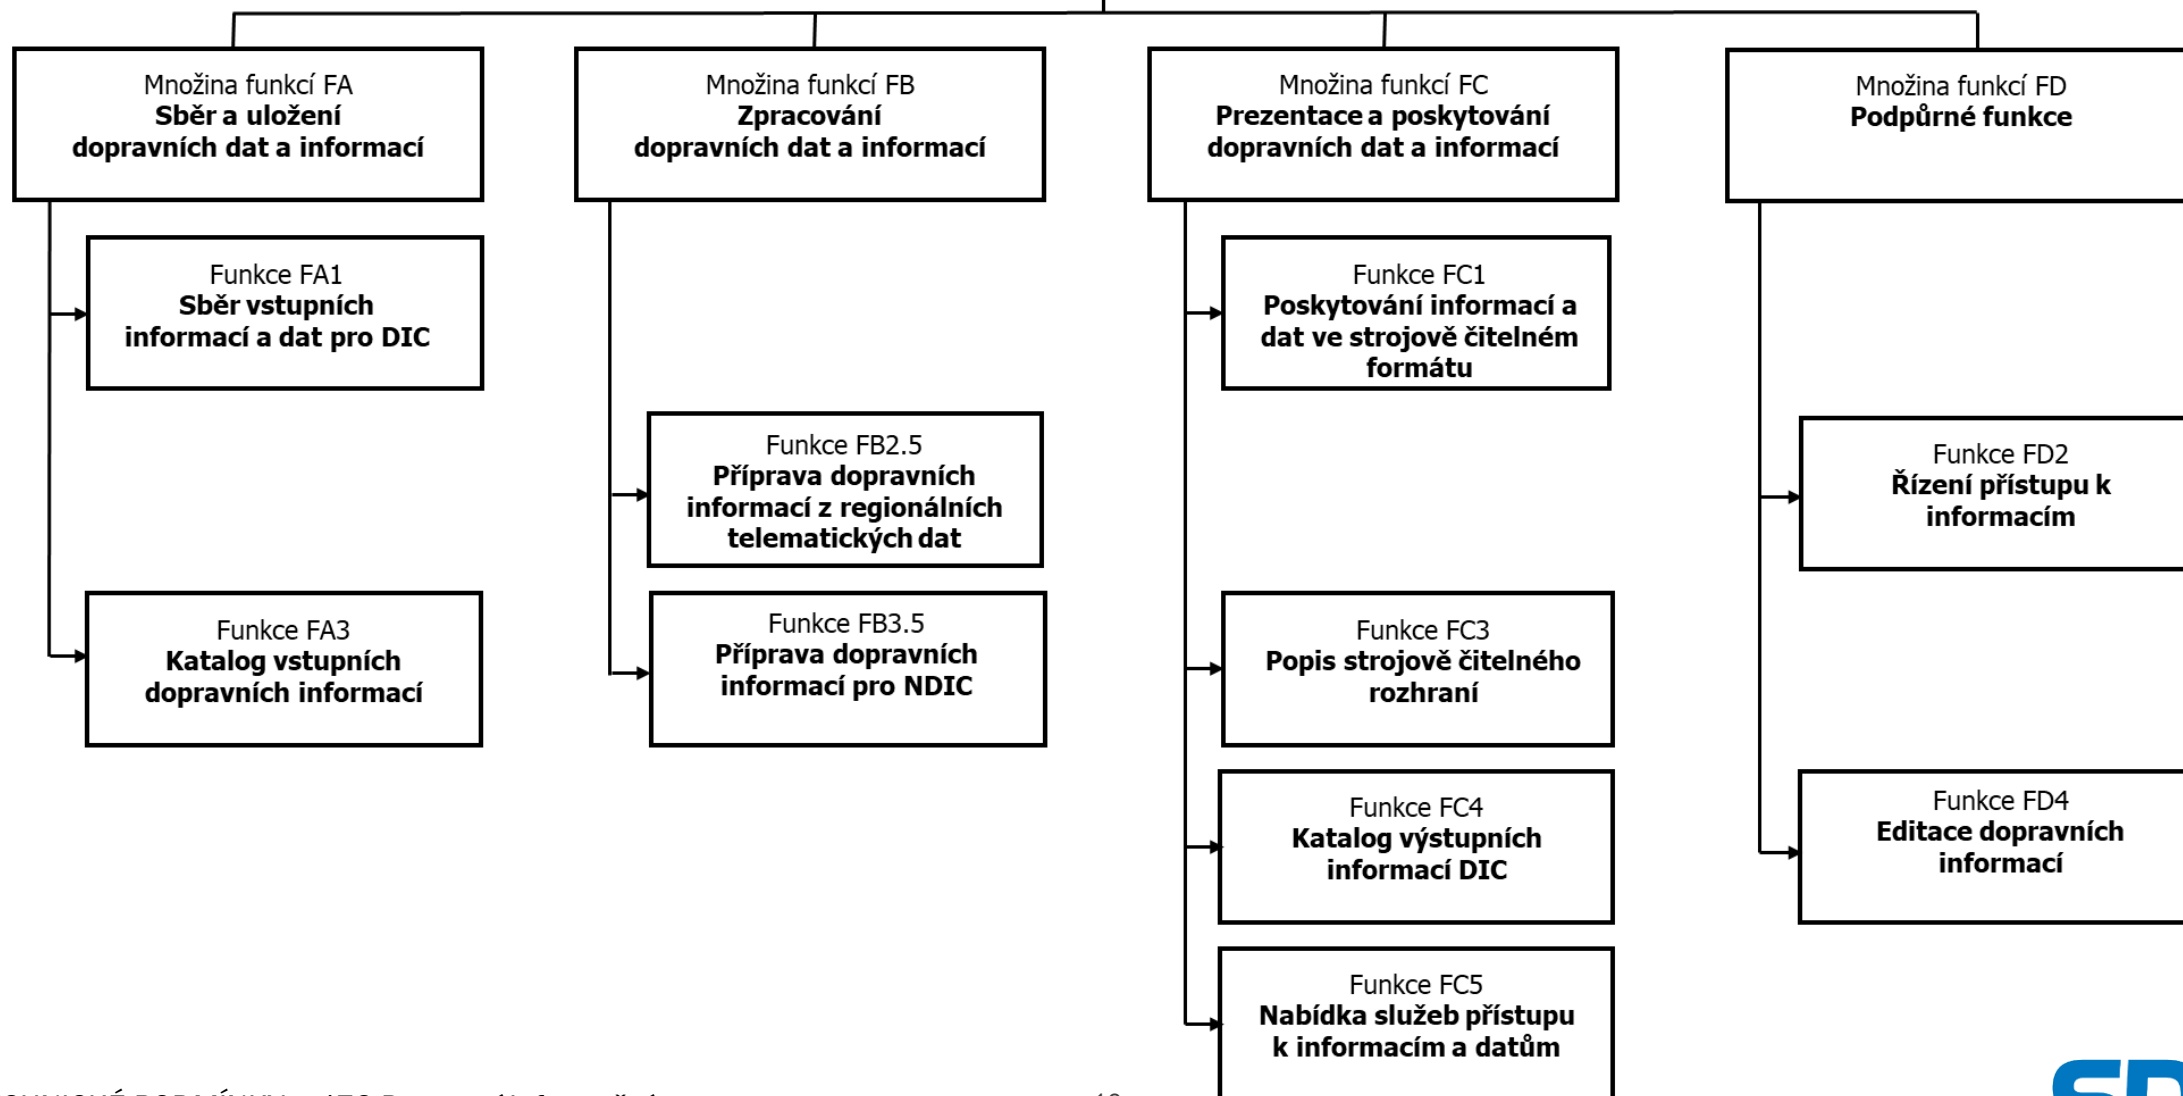 Množina funkcí FA
Sběr a uložení
dopravních dat a informací
Množina funkcí FB
Zpracování
dopravních dat a informací
Množina funkcí FC
Prezentace a poskytování
dopravních dat a informací
Množina funkcí FD
Podpůrné funkce
Funkce FA1
Sběr vstupních
informací a dat pro DIC
Funkce FC1
Poskytování informací a
dat ve strojově čitelném
formátu
Funkce FB2.5
Příprava dopravních
informací z regionálních
telematických dat
Funkce FD2
Řízení přístupu k
informacím
Funkce FA3
Katalog vstupních
dopravních informací
Funkce FB3.5
Příprava dopravních
informací pro NDIC
Funkce FC3
Popis strojově čitelného
rozhraní
Funkce FC4
Katalog výstupních
informací DIC
Funkce FD4
Editace dopravních
informací
Funkce FC5
Nabídka služeb přístupu
k informacím a datům